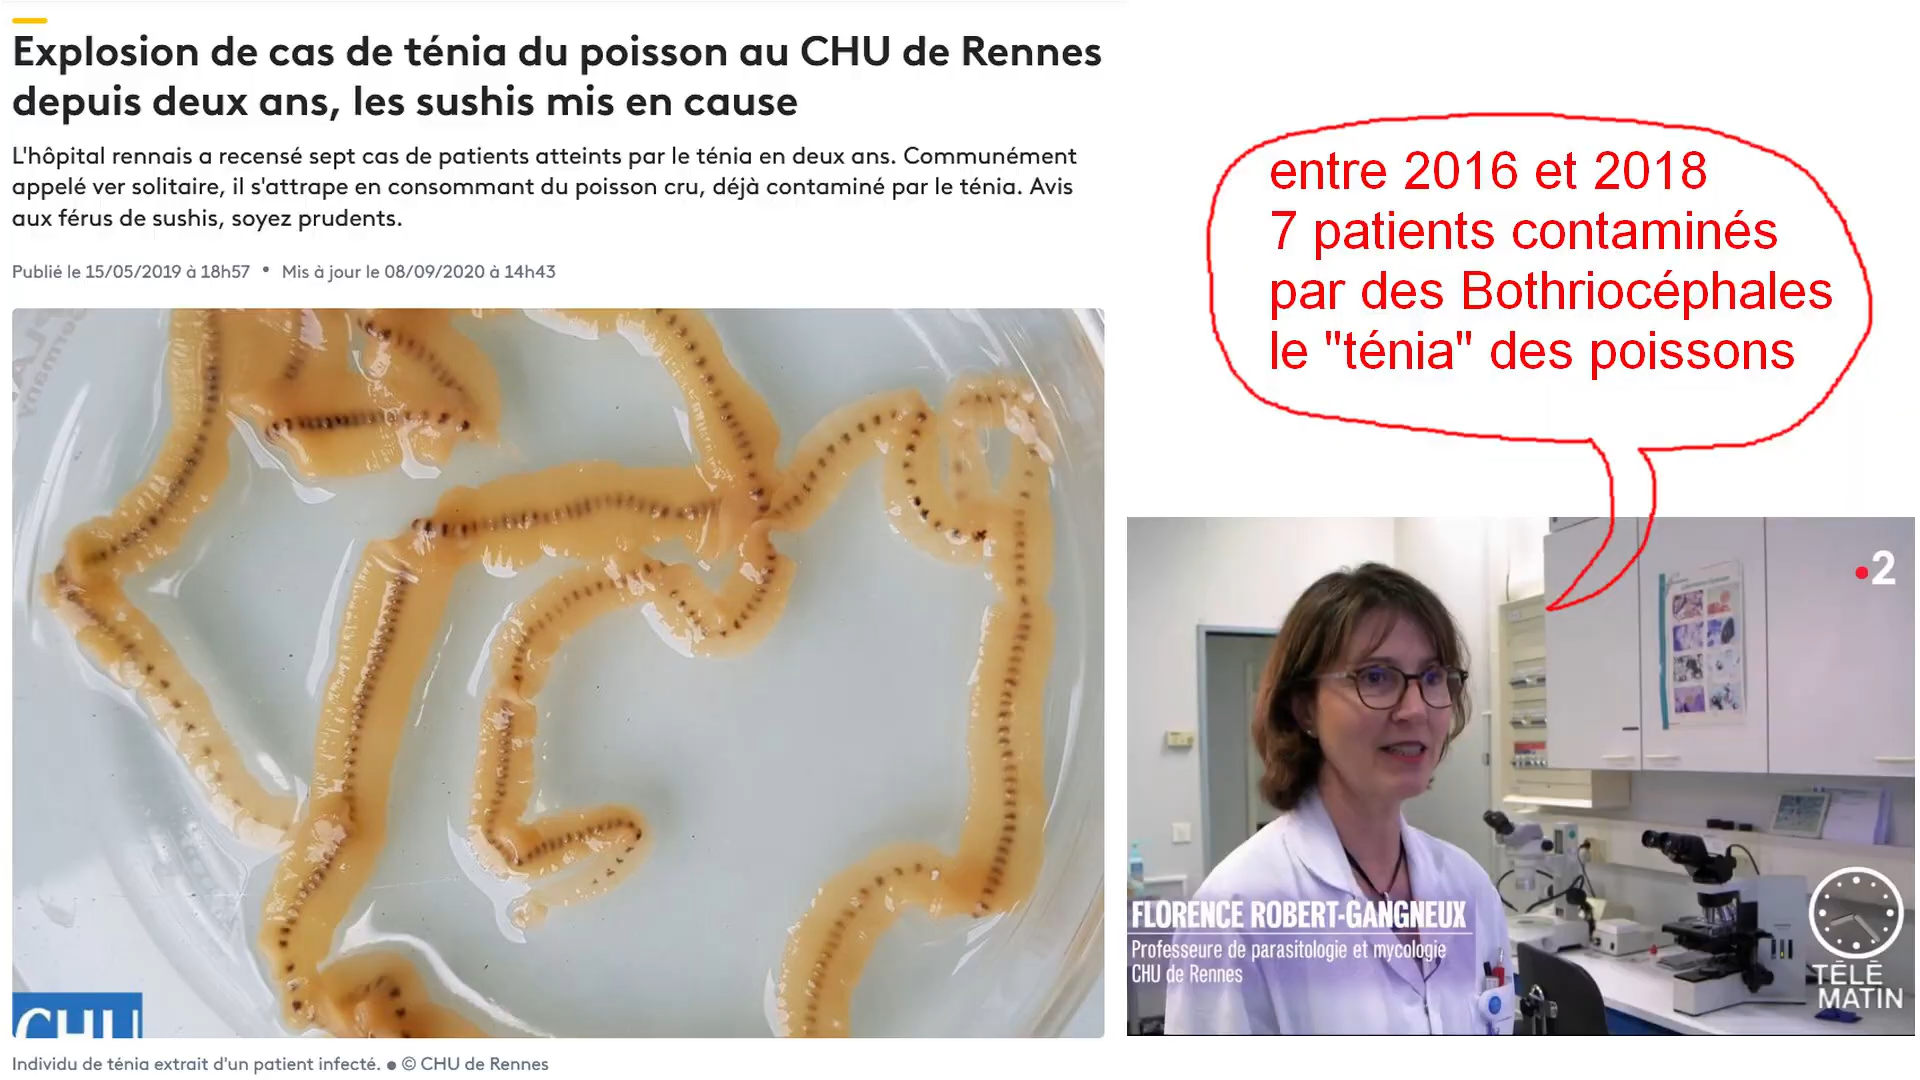 Explosion de cas de ténia du poisson au CHU de Rennes
depuis deux ans, les sushis mis en cause
L'hôpital rennais a recensé sept cas de patients atteints par le ténia en deux ans. Communément
appelé ver solitaire, il s'attrape en consommant du poisson cru, déjà contaminé par le ténia. Avis
aux férus de sushis, soyez prudents.
Publié le 15/05/2019 à 18h57 • Mis à jour le 08/09/2020 à 14h43
Germany
CHU
Individu de ténia extrait d'un patient infecté. ● © CHU de Rennes
entre 2016 et 2018
7 patients contaminés
par des Bothriocéphales
le "ténia" des poissons
2
FLORENCE ROBERT-GANGNEUX
Professeure de parasitologie et mycologie
CHU de Rennes
TÉLÉ
MATIN